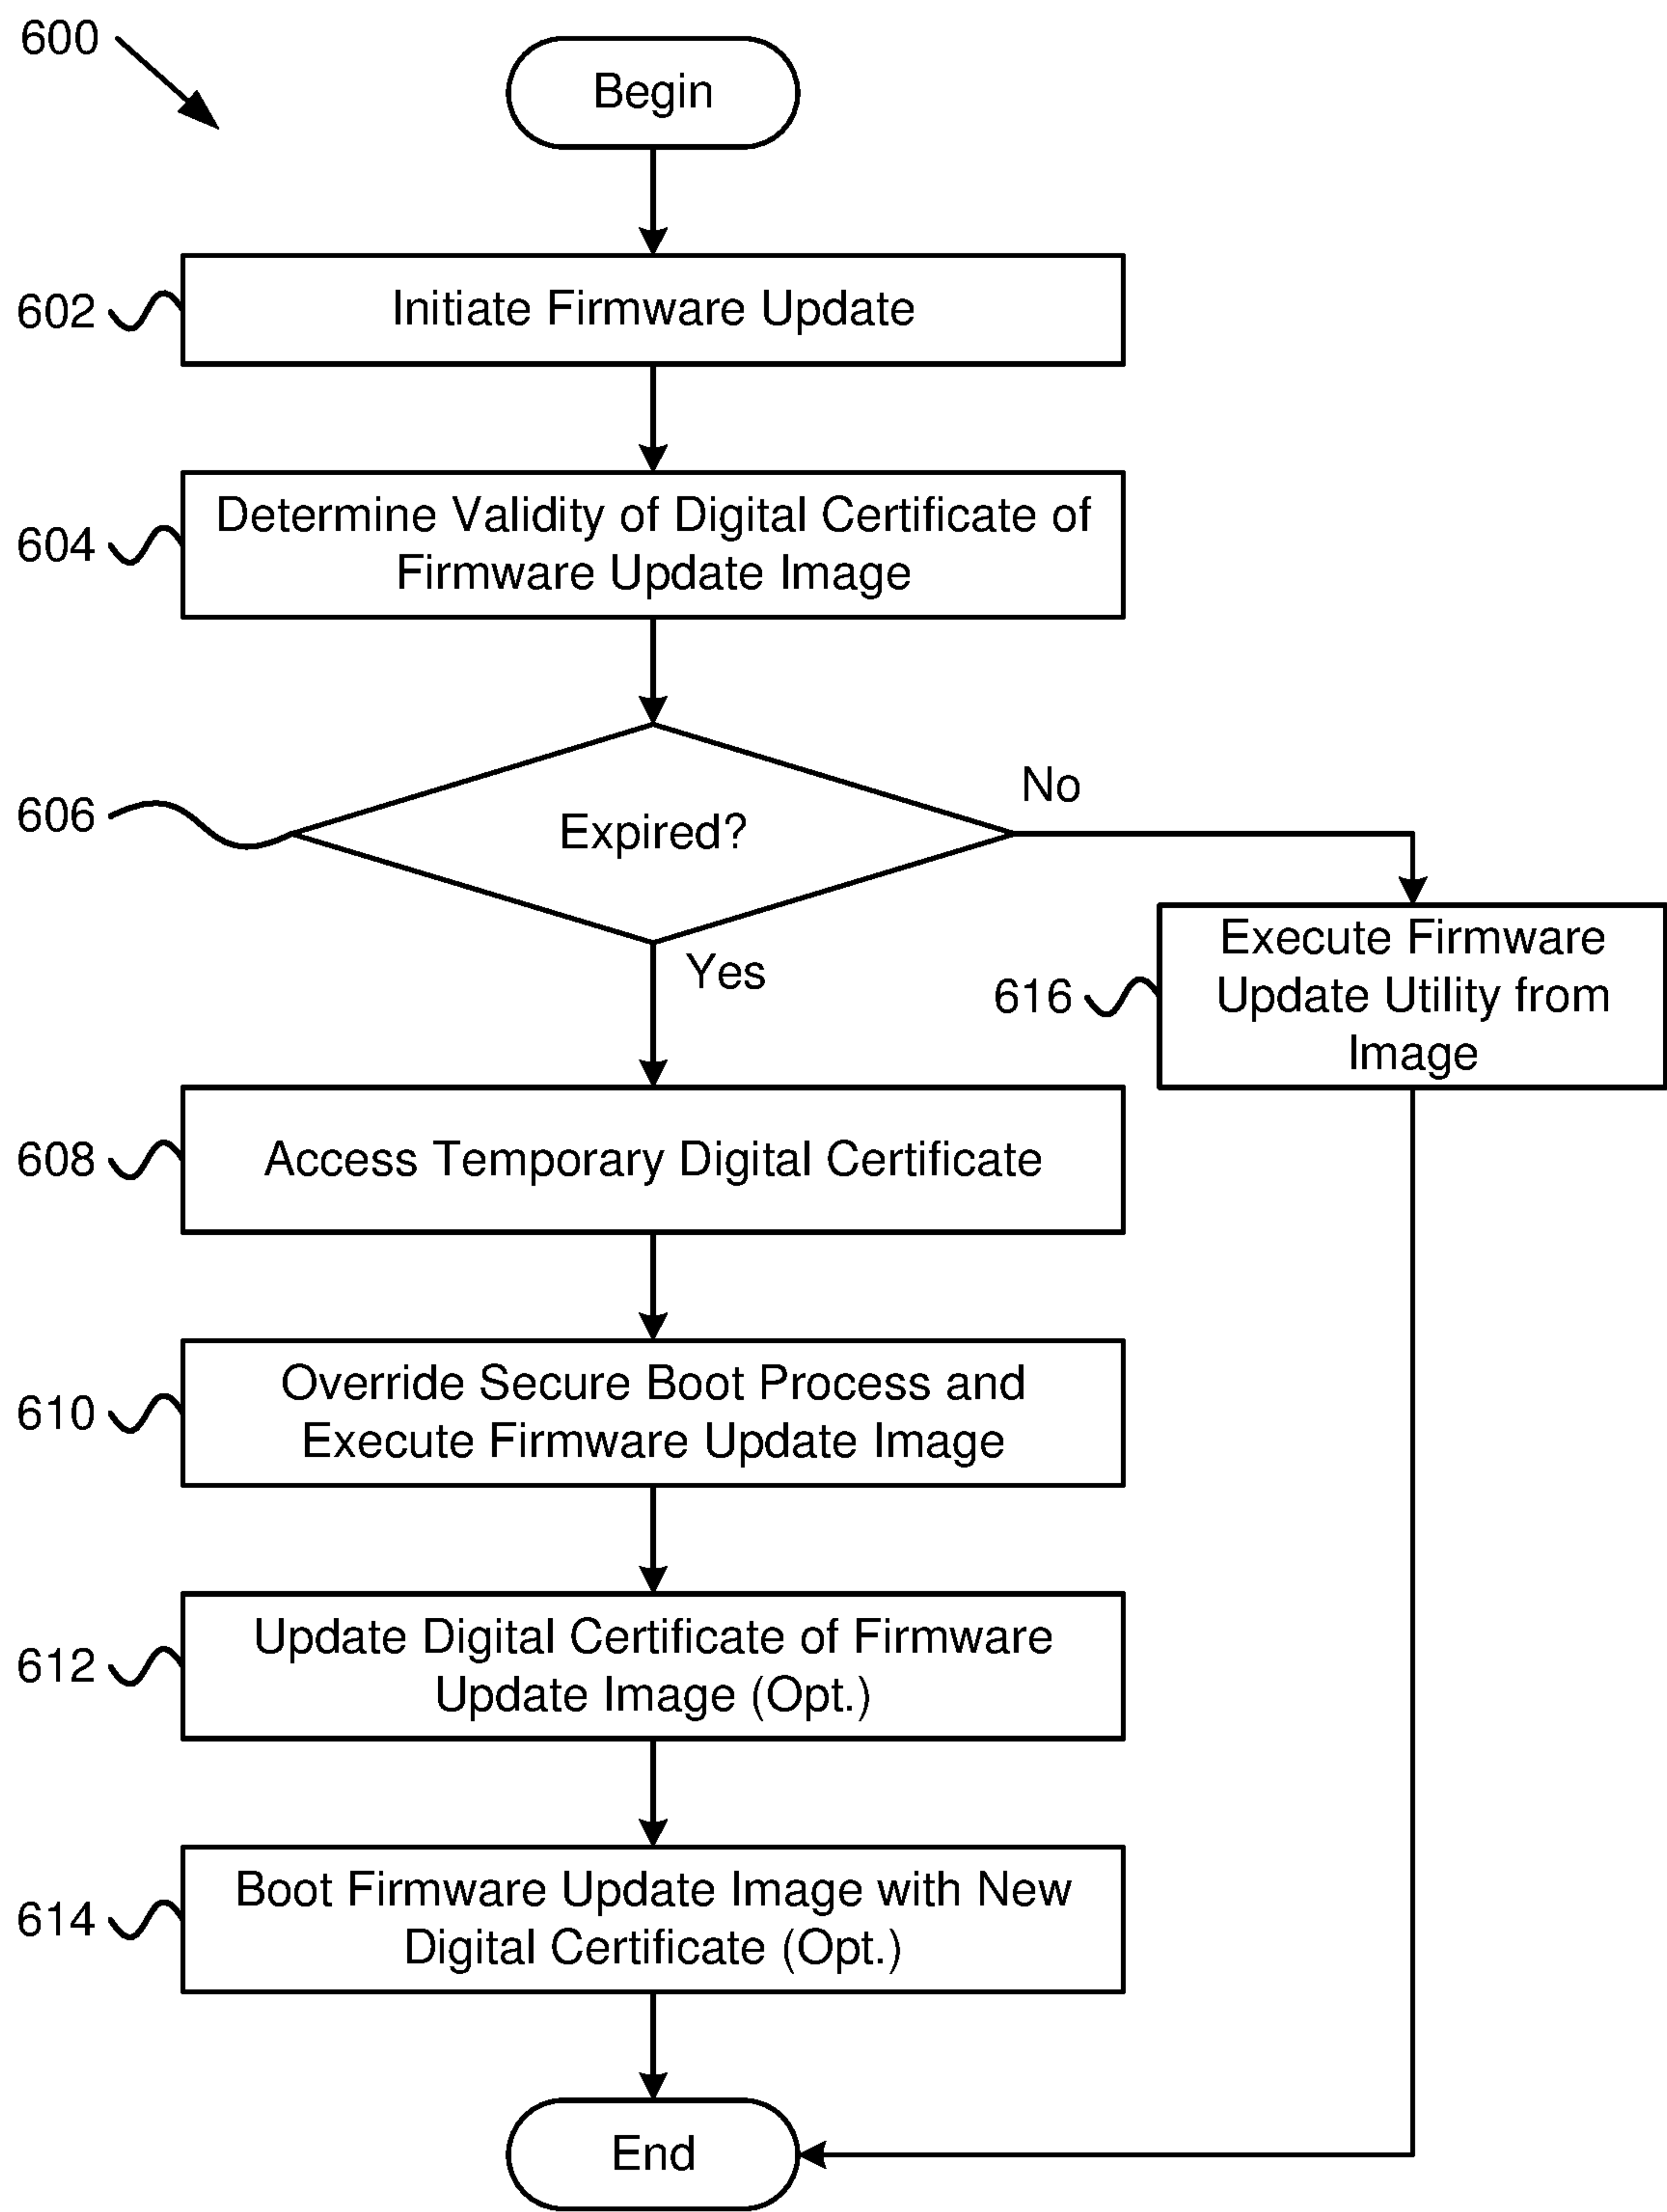 600
Begin
602
Initiate Firmware Update
604
Determine Validity of Digital Certificate of
Firmware Update Image
606
Expired?
No
Yes
616
Execute Firmware
Update Utility from
Image
608
Access Temporary Digital Certificate
610
Override Secure Boot Process and
Execute Firmware Update Image
612
Update Digital Certificate of Firmware
Update Image (Opt.)
614
Boot Firmware Update Image with New
Digital Certificate (Opt.)
End